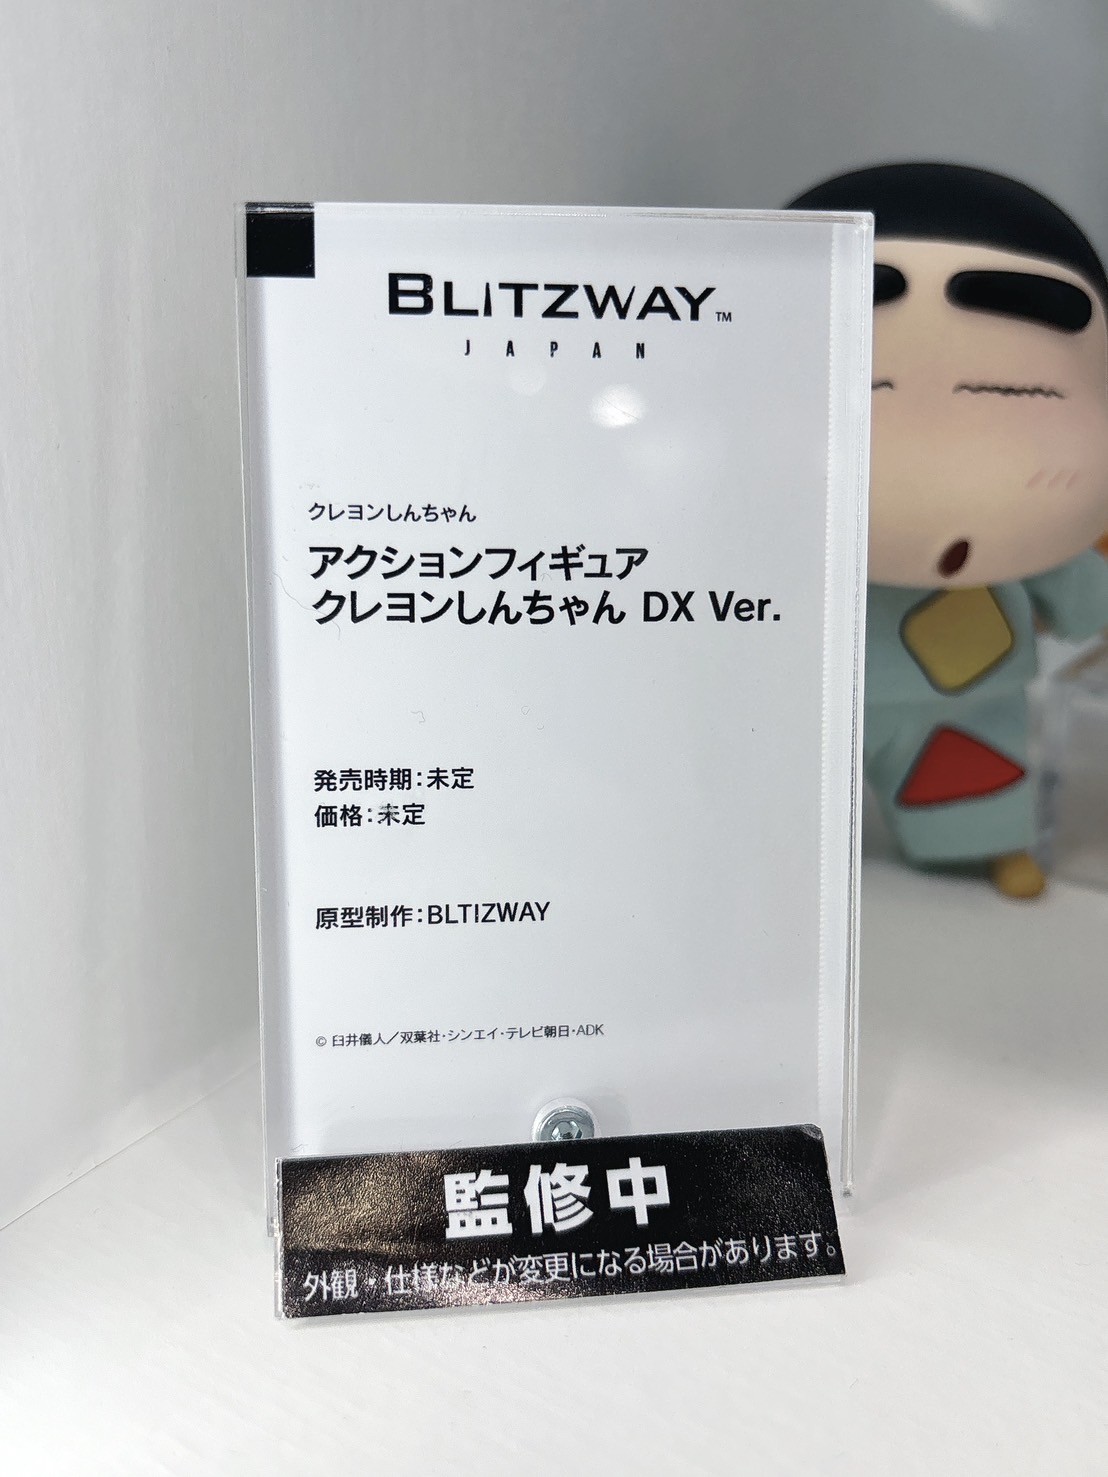 BLITZWAY™
JAPAN
クレヨンしんちゃん
アクションフィギュア
クレヨンしんちゃん DX Ver.
発売時期:未定
価格:未定
原型制作:BLTIZWAY
© 臼井儀人／双葉社・シンエイ・テレビ朝日・ADK
監修中
外観・仕様などが変更になる場合があります。